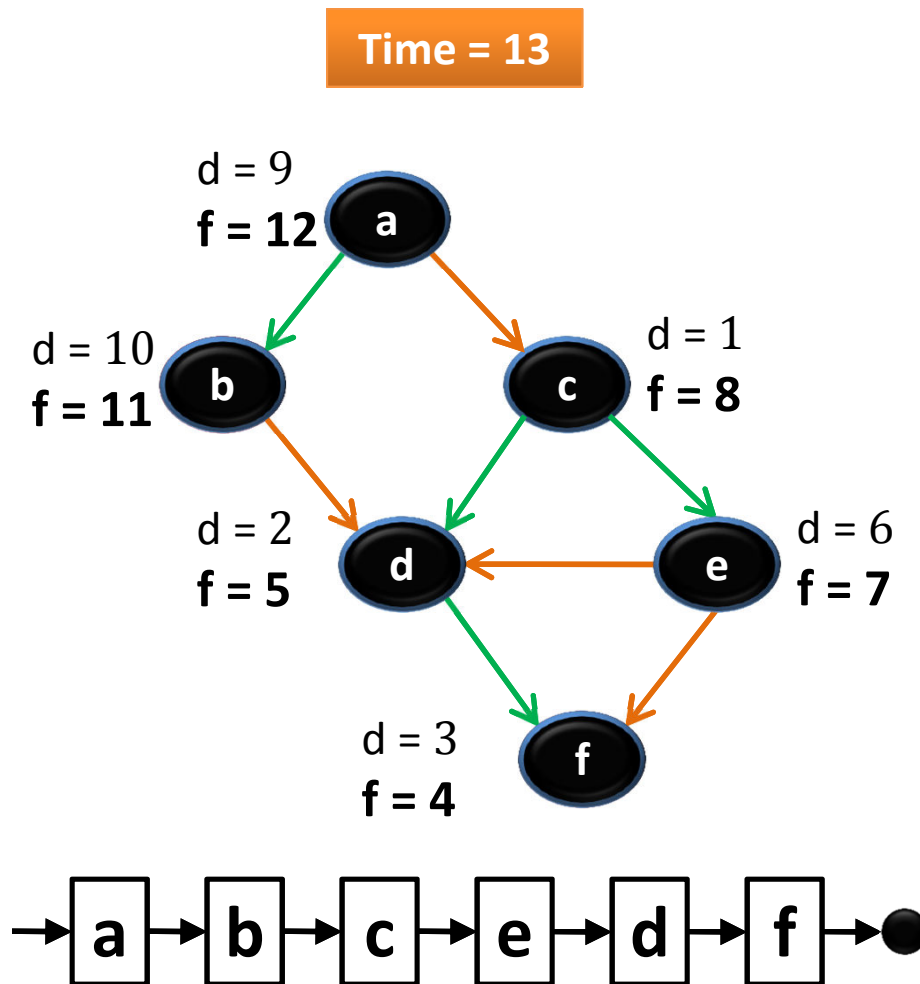 Time = 13
d = 9
f = 12
a
d = 10
f = 11
b
c
d = 1
f = 8
d = 2
f = 5
d
e
d = 6
f = 7
d = 3
f = 4
f
a b c e d f